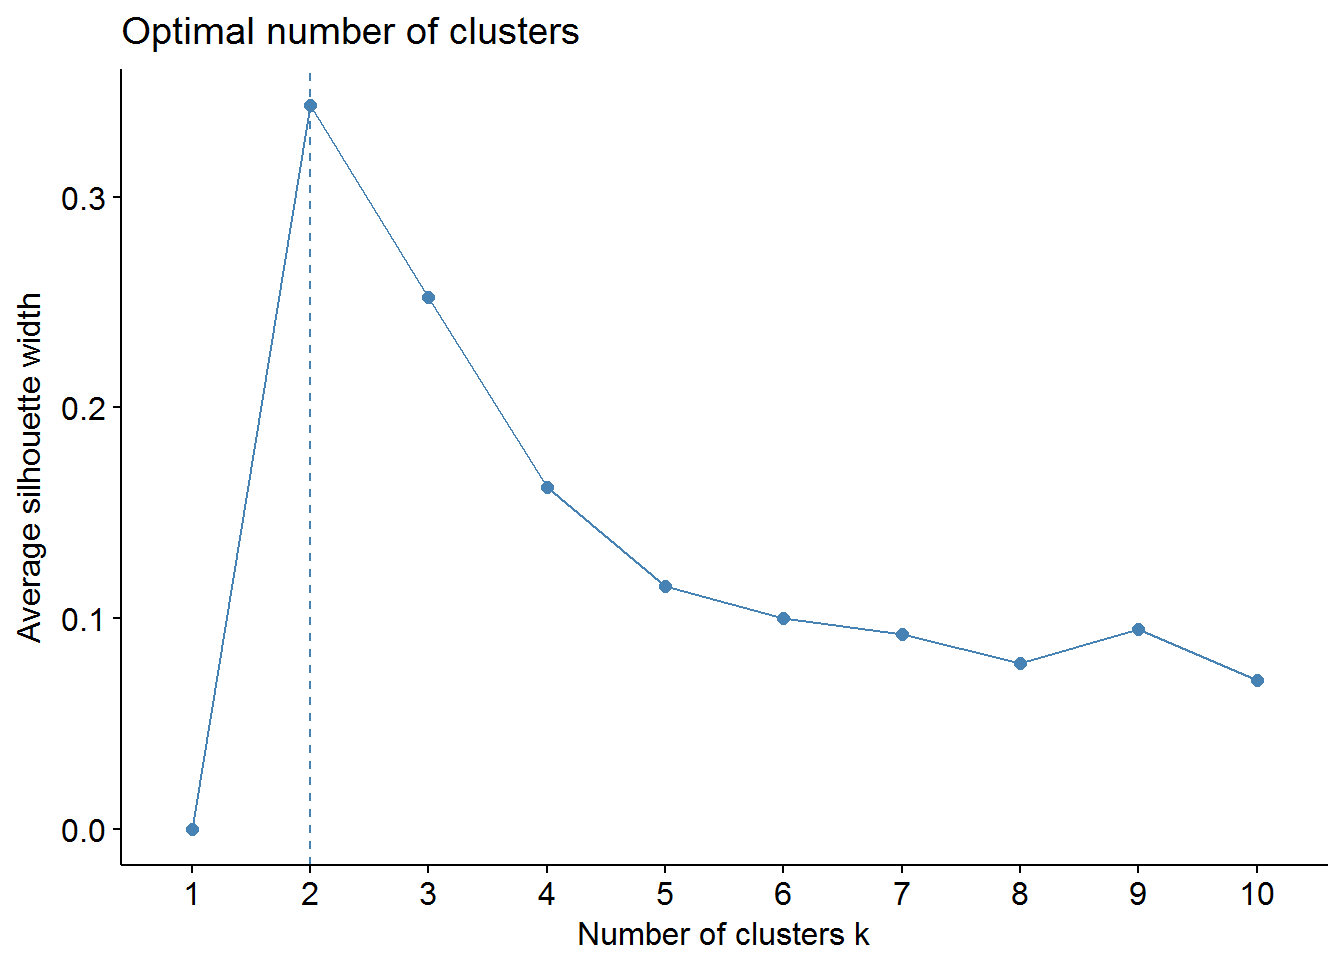 Optimal number of clusters
Average silhouette width
0.3
0.2
0.1
0.0
1 2 3 4 5 6 7 8 9 10
Number of clusters k